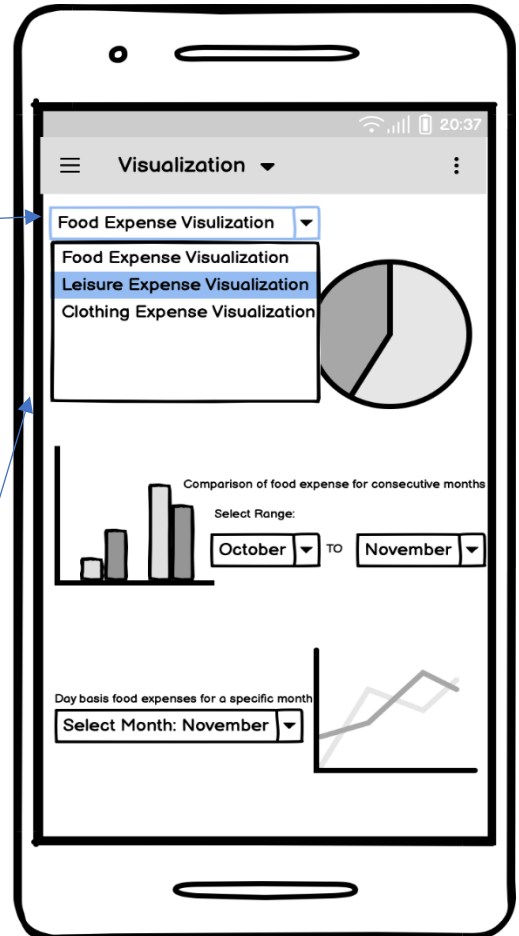 20:37
Visualization
Food Expense Visulization
Food Expense Visualization
Leisure Expense Visualization
Clothing Expense Visualization
Comparison of food expense for consecutive months
Select Range:
October TO November
Day basis food expenses for a specific month
Select Month: November